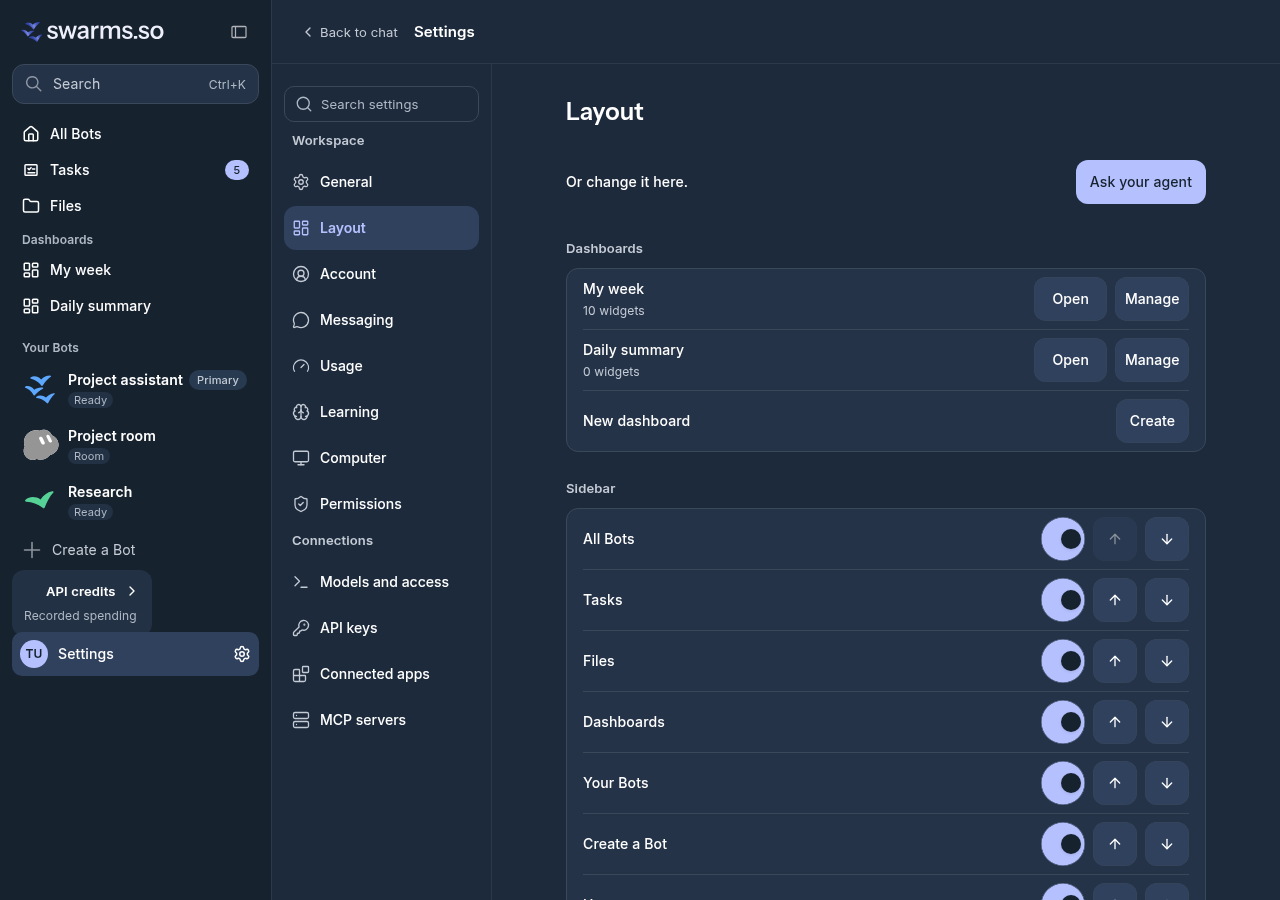 swarms.so
Search Ctrl+K
All Bots
Tasks 5
Files
Dashboards
My week
Daily summary
Your Bots
Project assistant Primary
Ready
Project room
Room
Research
Ready
Create a Bot
API credits
Recorded spending
TU Settings
Back to chat Settings
Search settings
Workspace
General
Layout
Account
Messaging
Usage
Learning
Computer
Permissions
Connections
Models and access
API keys
Connected apps
MCP servers
Layout
Or change it here. Ask your agent
Dashboards
My week
10 widgets
Open Manage
Daily summary
0 widgets
Open Manage
New dashboard Create
Sidebar
All Bots
Tasks
Files
Dashboards
Your Bots
Create a Bot